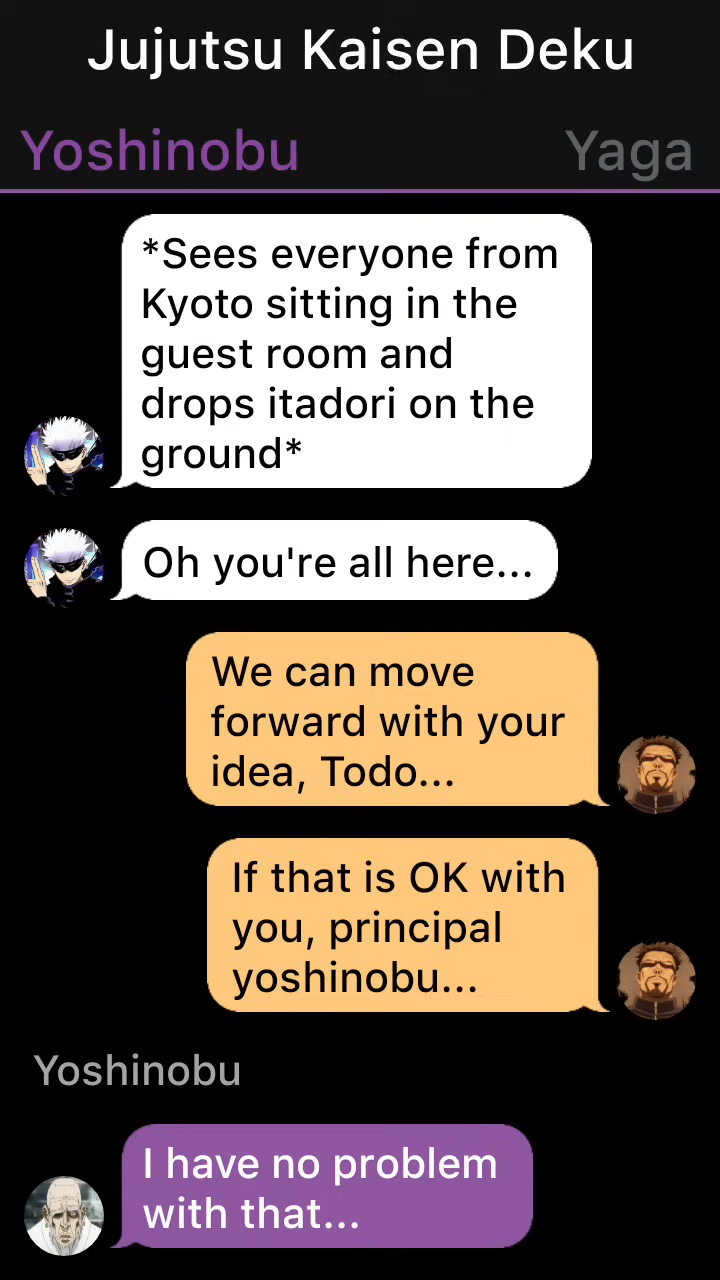 Jujutsu Kaisen Deku
Yoshinobu
Yaga
*Sees everyone from
Kyoto sitting in the
guest room and
drops itadori on the
ground*
Oh you're all here...
We can move
forward with your
idea, Todo...
If that is OK with
you, principal
yoshinobu...
Yoshinobu
I have no problem
with that...